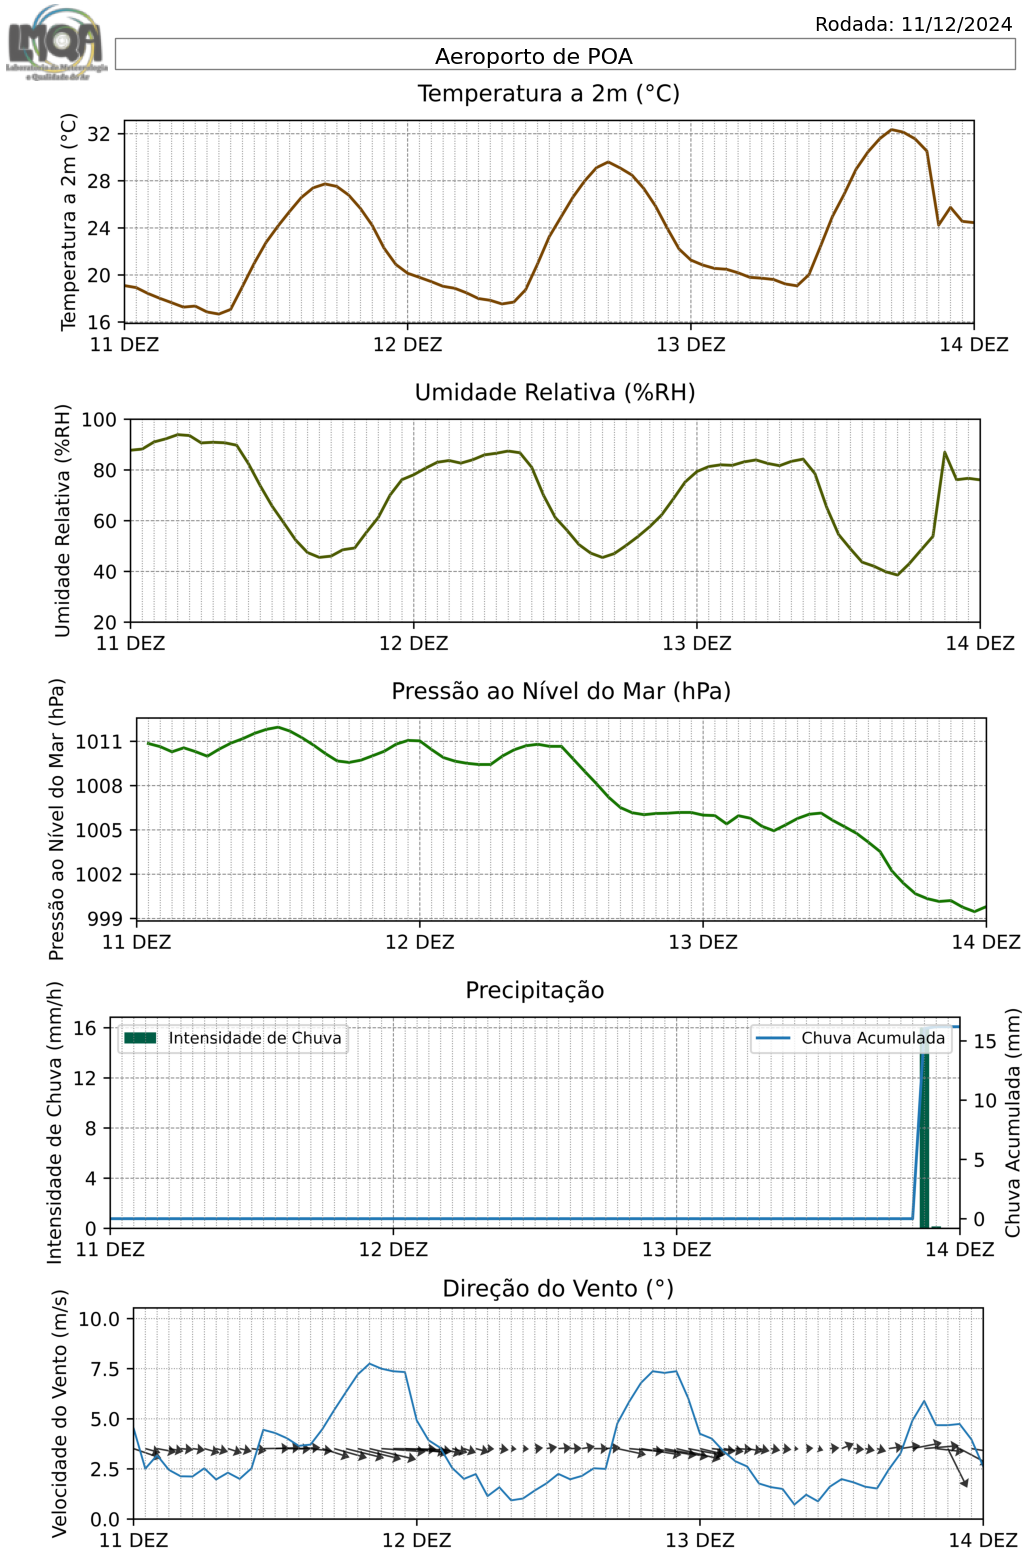 Rodada: 11/12/2024
LMQA
Laboratório de Meteorologia
e Qualidade do Ar
Aeroporto de POA
Temperatura a 2m (°C)
Temperatura a 2m (°C)
32
28
24
20
16
11 DEZ 12 DEZ 13 DEZ 14 DEZ
Umidade Relativa (%RH)
Umidade Relativa (%RH)
100
80
60
40
20
11 DEZ 12 DEZ 13 DEZ 14 DEZ
Pressão ao Nível do Mar (hPa)
Pressão ao Nível do Mar (hPa)
1011
1008
1005
1002
999
11 DEZ 12 DEZ 13 DEZ 14 DEZ
Precipitação
Intensidade de Chuva (mm/h)
16
12
8
4
0
Intensidade de Chuva
Chuva Acumulada
15
10
5
0
Chuva Acumulada (mm)
11 DEZ 12 DEZ 13 DEZ 14 DEZ
Direção do Vento (°)
Velocidade do Vento (m/s)
10.0
7.5
5.0
2.5
0.0
11 DEZ 12 DEZ 13 DEZ 14 DEZ